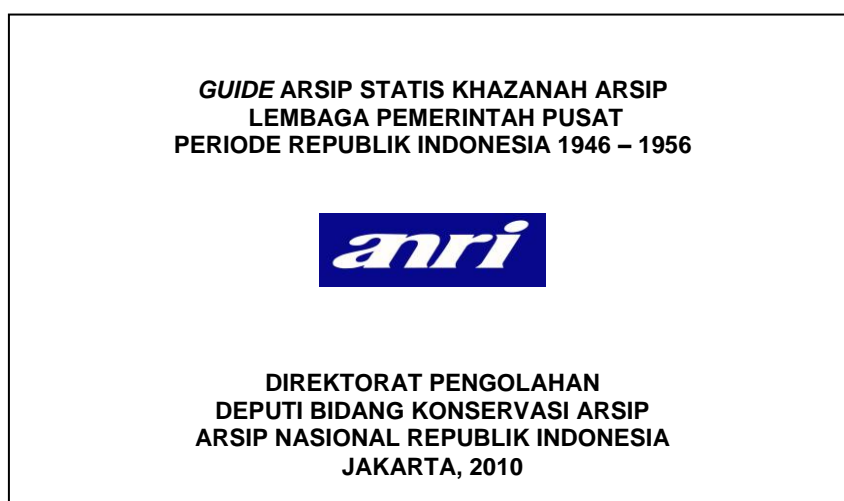 GUIDE ARSIP STATIS KHAZANAH ARSIP
LEMBAGA PEMERINTAH PUSAT
PERIODE REPUBLIK INDONESIA 1946 – 1956
anri
DIREKTORAT PENGOLAHAN
DEPUTI BIDANG KONSERVASI ARSIP
ARSIP NASIONAL REPUBLIK INDONESIA
JAKARTA, 2010